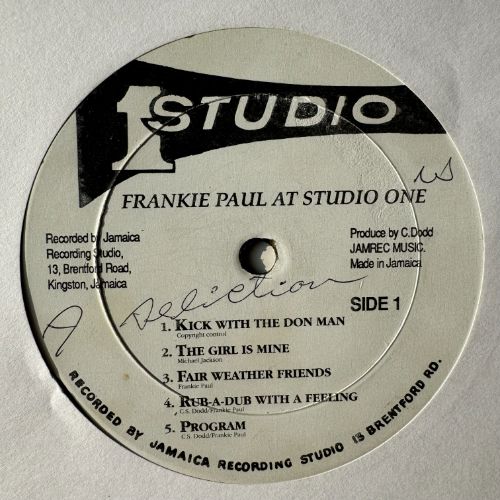 1 STUDIO
FRANKIE PAUL AT STUDIO ONE
Recorded by Jamaica
Recording Studio,
13, Brentford Road,
Kingston, Jamaica
Produce by C.Dodd
JAMREC MUSIC.
Made in Jamaica
A seliction
SIDE 1
1. KICK WITH THE DON MAN
Copyright control
2. THE GIRL IS MINE
Michael Jackson
3. FAIR WEATHER FRIENDS
Frankie Paul
4. RUB-A-DUB WITH A FEELING
C.S. Dodd/Frankie Paul
5. PROGRAM
C.S. Dodd/Frankie Paul
RECORDED BY JAMAICA RECORDING STUDIO 13 BRENTFORD RD.